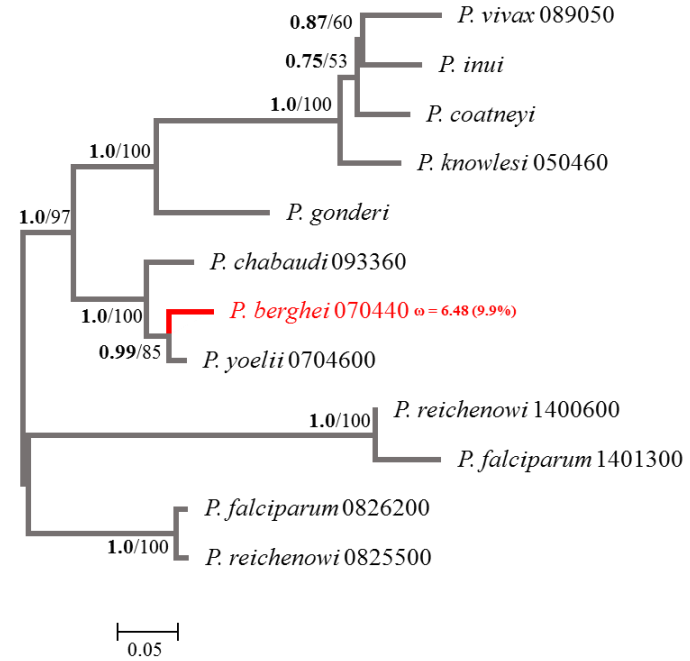 0.87/60
P. vivax 089050
0.75/53
P. inui
1.0/100
P. coatneyi
1.0/100
P. knowlesi 050460
1.0/97
P. gonderi
P. chabaudi 093360
1.0/100
P. berghei 070440 ω = 6.48 (9.9%)
0.99/85
P. yoelii 0704600
1.0/100
P. reichenowi 1400600
P. falciparum 1401300
P. falciparum 0826200
1.0/100
P. reichenowi 0825500
0.05